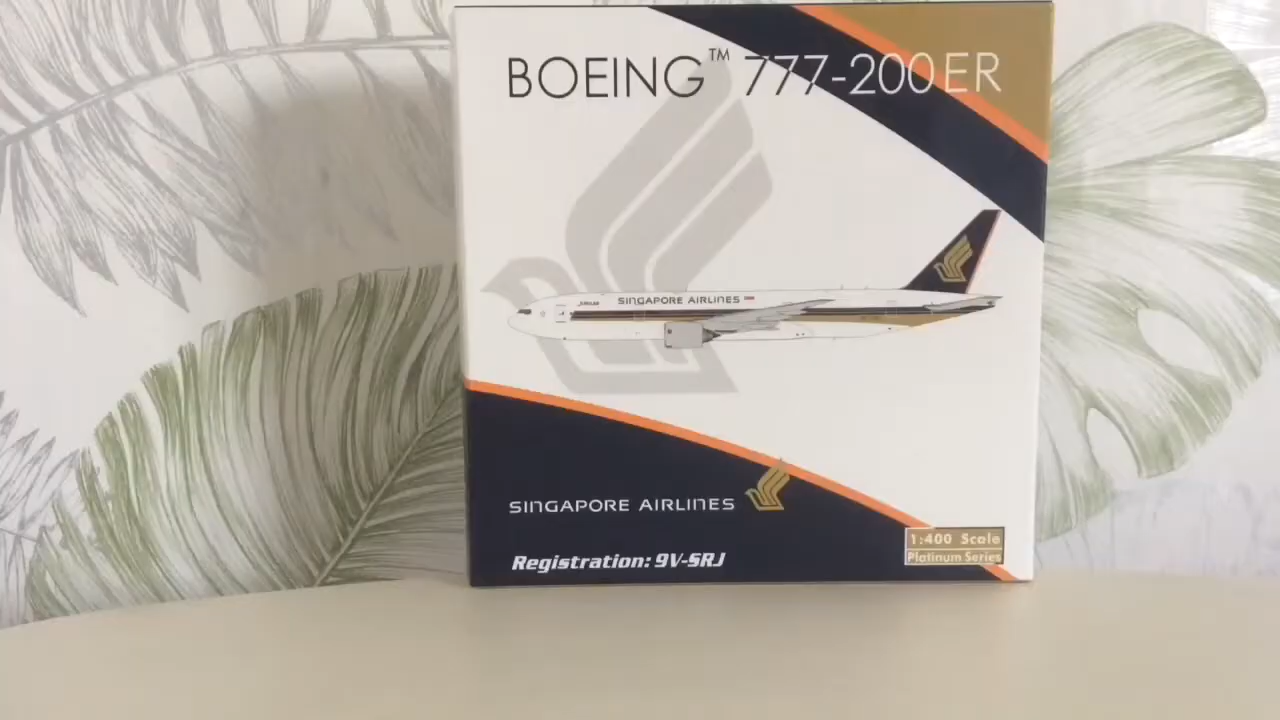 BOEING™ 777-200ER
SINGAPORE AIRLINES
SINGAPORE AIRLINES
Registration: 9V-SRJ
1:400 Scale
Platinum Series